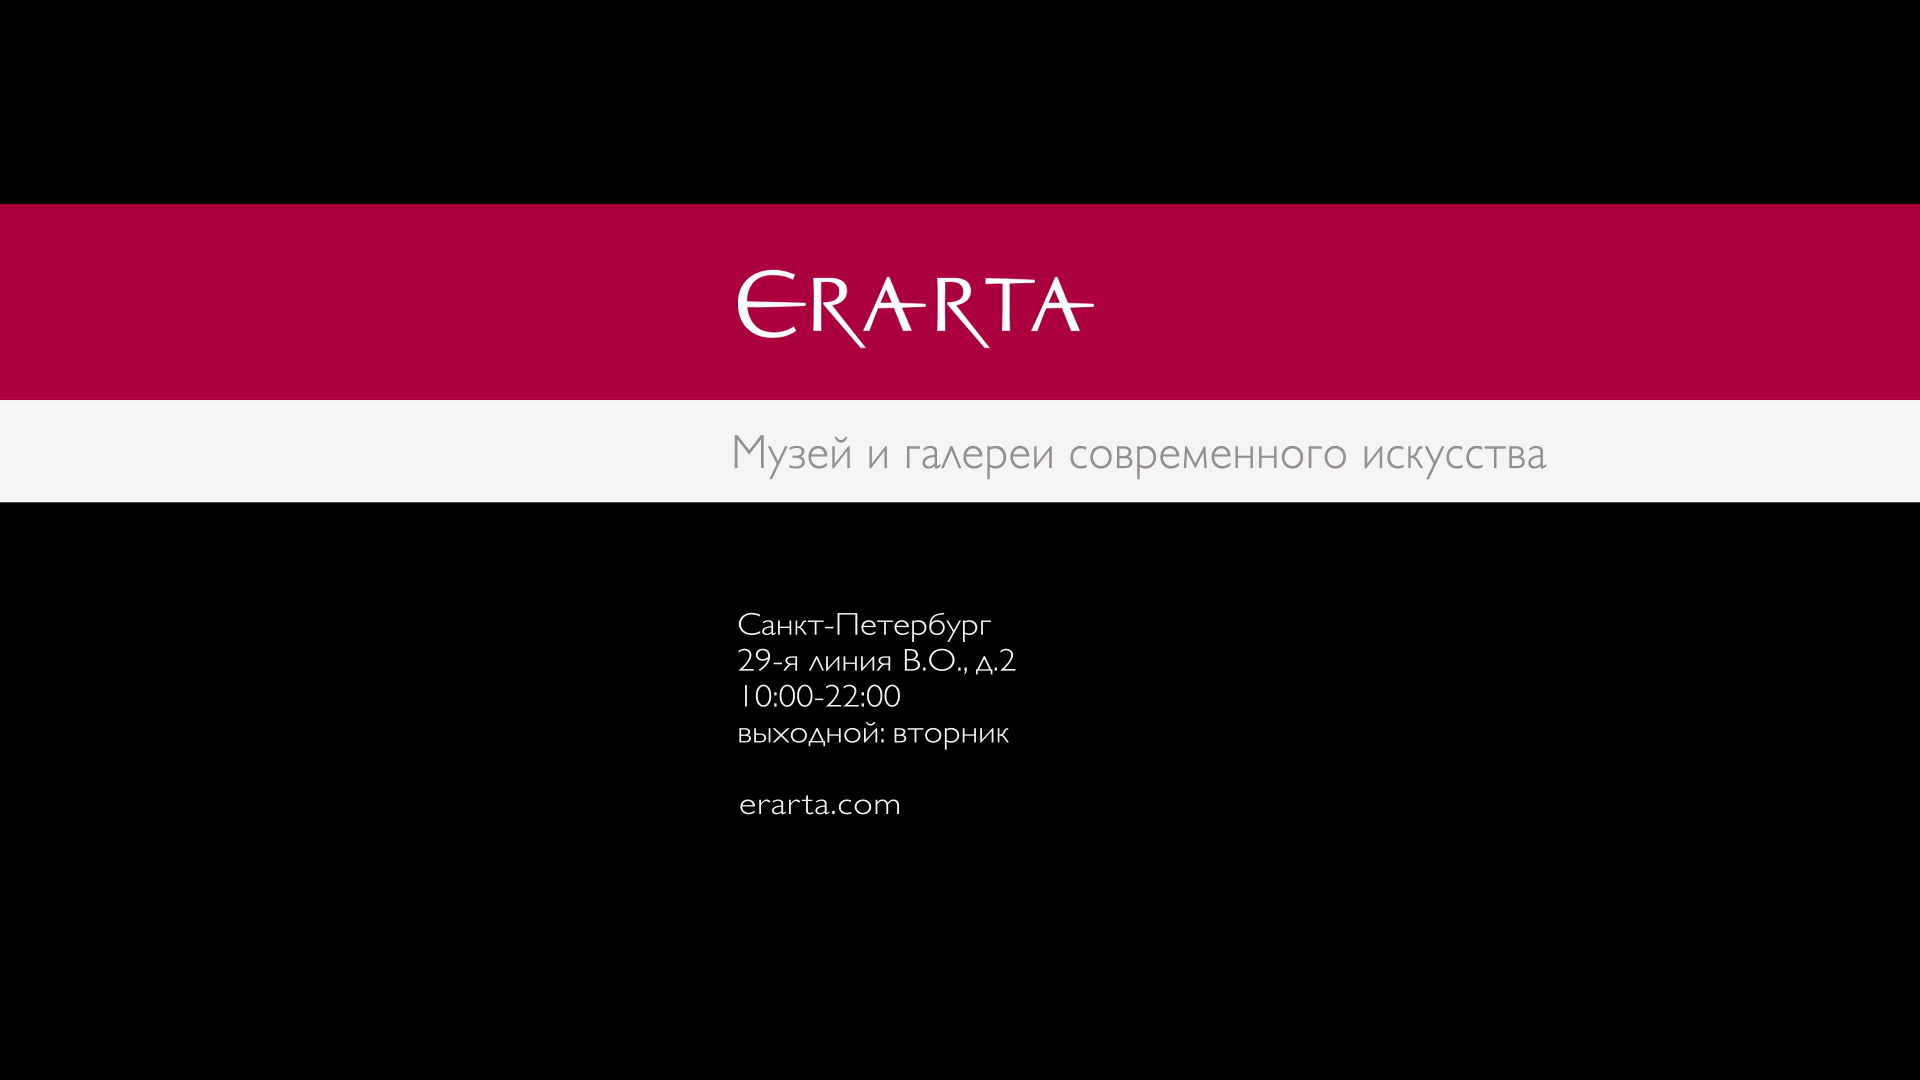 ERARTA
Музей и галереи современного искусства
Санкт-Петербург
29-я линия В.О., д.2
10:00-22:00
выходной: вторник
erarta.com